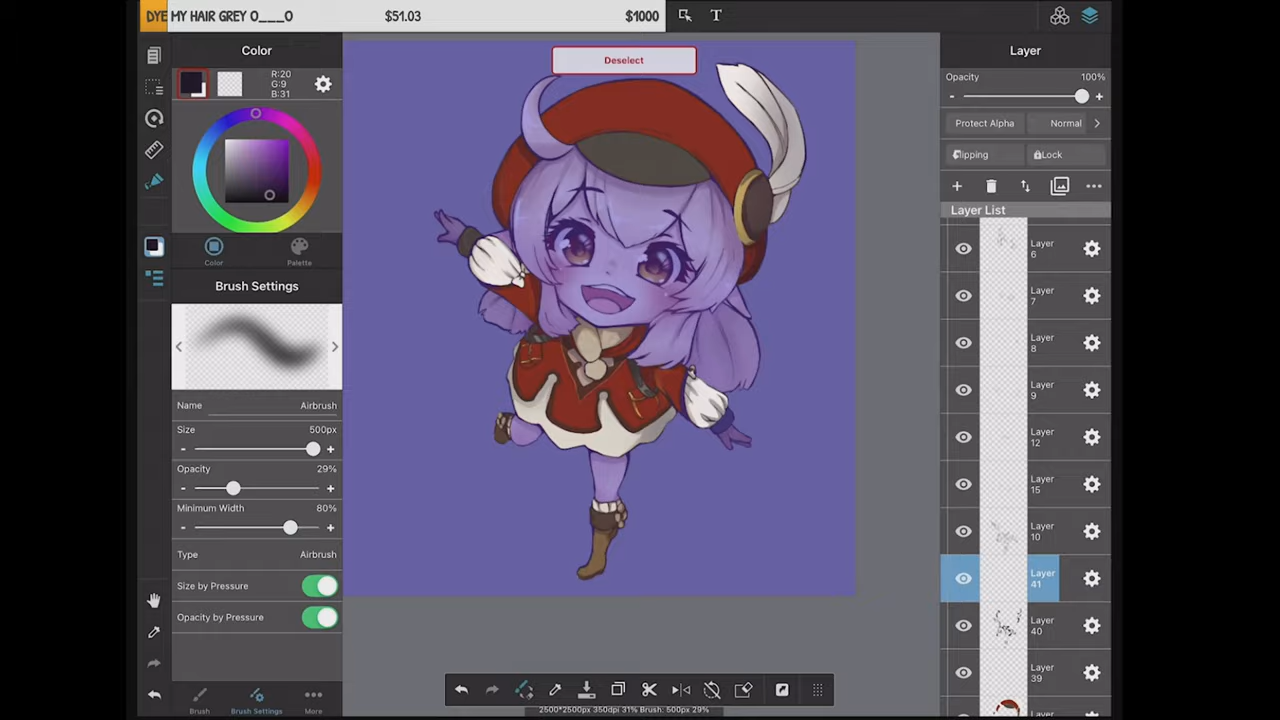 DYE MY HAIR GREY O___O $51.03 $1000
T
Color
R:20
G:9
B:31
Color Palette
Brush Settings
Name Airbrush
Size 500px
- +
Opacity 29%
- +
Minimum Width 80%
- +
Type Airbrush
Size by Pressure
Opacity by Pressure
Brush Brush Settings More
Deselect
2500*2500px 350dpi 31% Brush: 500px 29%
Layer
Opacity 100%
- +
Protect Alpha Normal
Clipping Lock
Layer List
Layer 6
Layer 7
Layer 8
Layer 9
Layer 12
Layer 15
Layer 10
Layer 41
Layer 40
Layer 39